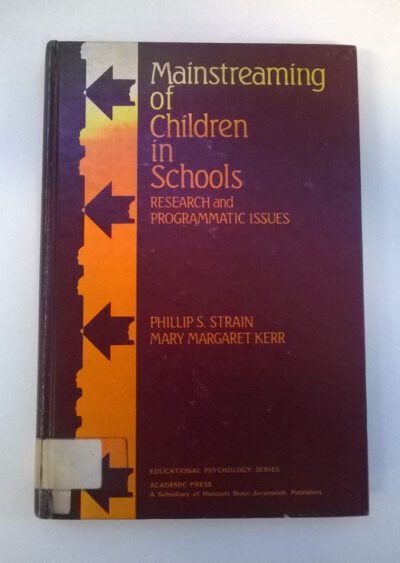 Mainstreaming
of
Children
in
Schools
RESEARCH and
PROGRAMMATIC ISSUES
PHILLIP S. STRAIN
MARY MARGARET KERR
EDUCATIONAL PSYCHOLOGY SERIES
ACADEMIC PRESS
A Subsidiary of Harcourt Brace Jovanovich, Publishers